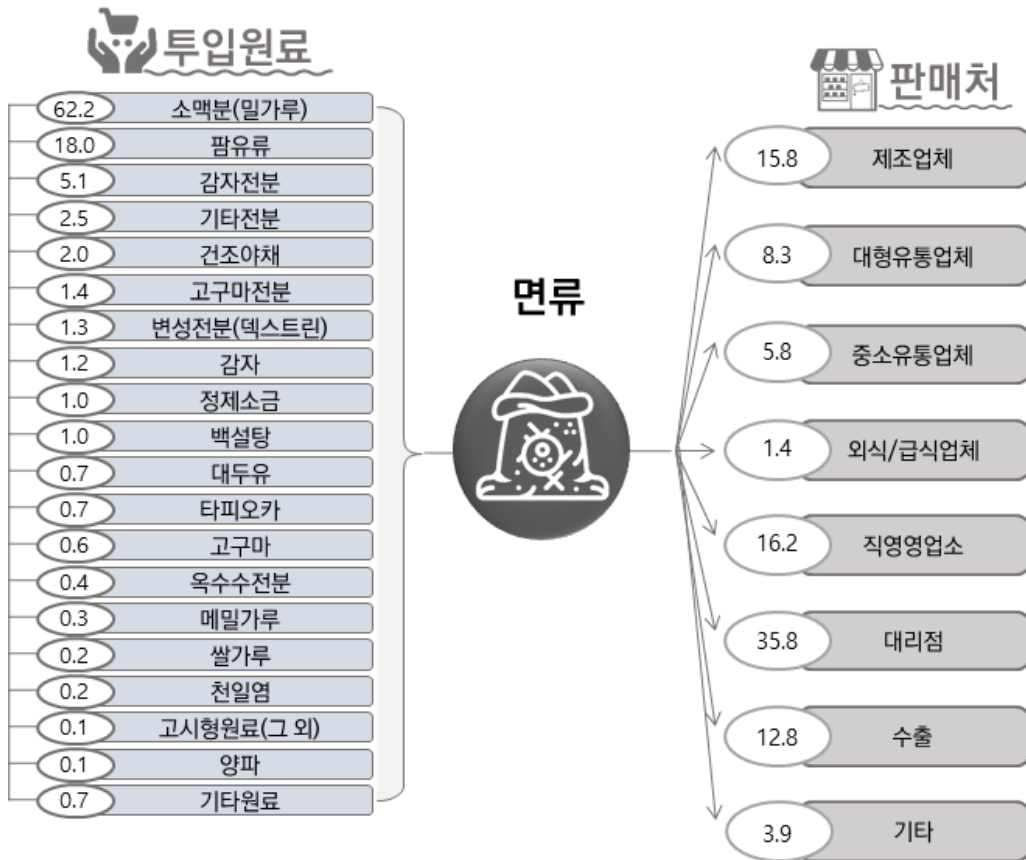 투입원료
62.2 소맥분(밀가루)
18.0 팜유류
5.1 감자전분
2.5 기타전분
2.0 건조야채
1.4 고구마전분
1.3 변성전분(덱스트린)
1.2 감자
1.0 정제소금
1.0 백설탕
0.7 대두유
0.7 타피오카
0.6 고구마
0.4 옥수수전분
0.3 메밀가루
0.2 쌀가루
0.2 천일염
0.1 고시형원료(그 외)
0.1 양파
0.7 기타원료
면류
판매처
15.8 제조업체
8.3 대형유통업체
5.8 중소유통업체
1.4 외식/급식업체
16.2 직영영업소
35.8 대리점
12.8 수출
3.9 기타